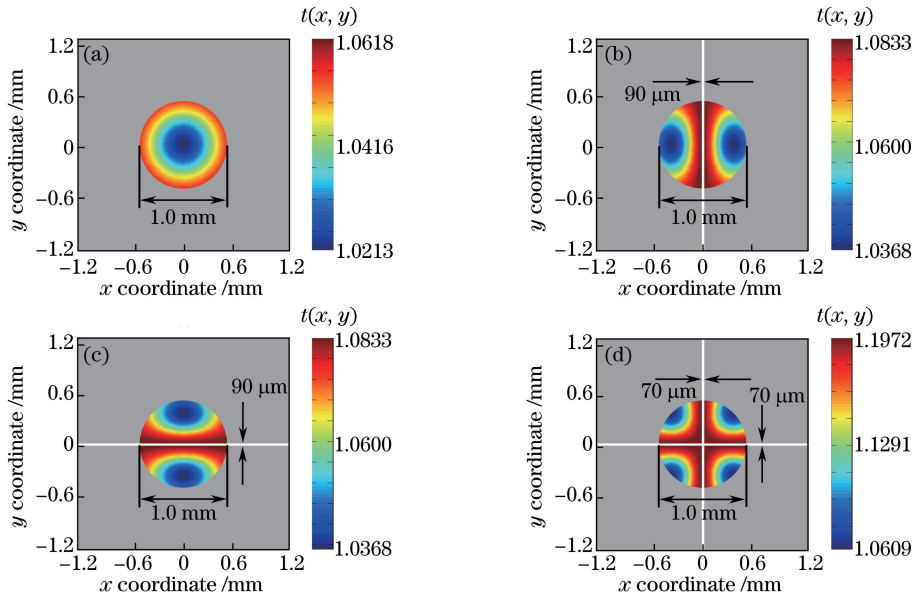 t(x, y)
(a)
1.2
0.6
0
−0.6
−1.2
y coordinate /mm
1.0 mm
−1.2 −0.6 0 0.6 1.2
x coordinate /mm
1.0618
1.0416
1.0213
t(x, y)
(b)
1.2
0.6
0
−0.6
−1.2
y coordinate /mm
90 μm
1.0 mm
−1.2 −0.6 0 0.6 1.2
x coordinate /mm
1.0833
1.0600
1.0368
t(x, y)
(c)
1.2
0.6
0
−0.6
−1.2
y coordinate /mm
90 μm
1.0 mm
−1.2 −0.6 0 0.6 1.2
x coordinate /mm
1.0833
1.0600
1.0368
t(x, y)
(d)
1.2
0.6
0
−0.6
−1.2
y coordinate /mm
70 μm
70 μm
1.0 mm
−1.2 −0.6 0 0.6 1.2
x coordinate /mm
1.1972
1.1291
1.0609